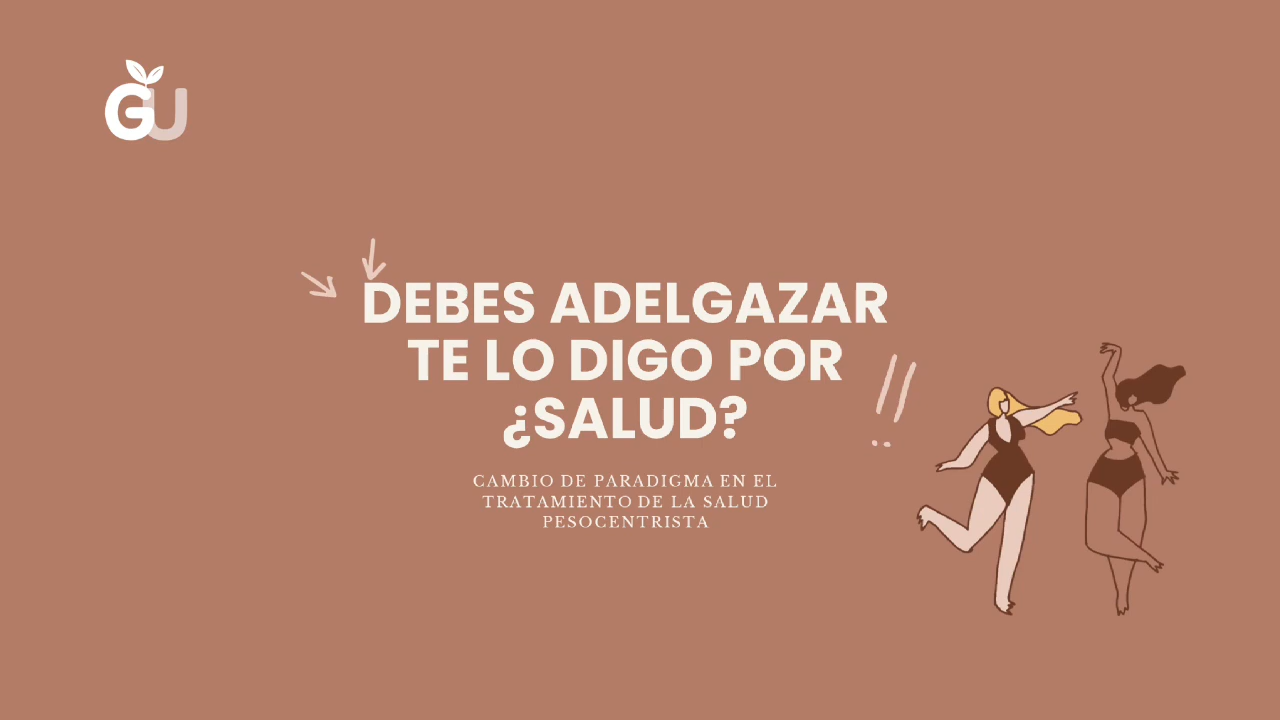 GU
DEBES ADELGAZAR
TE LO DIGO POR
¿SALUD?
CAMBIO DE PARADIGMA EN EL
TRATAMIENTO DE LA SALUD
PESOCENTRISTA